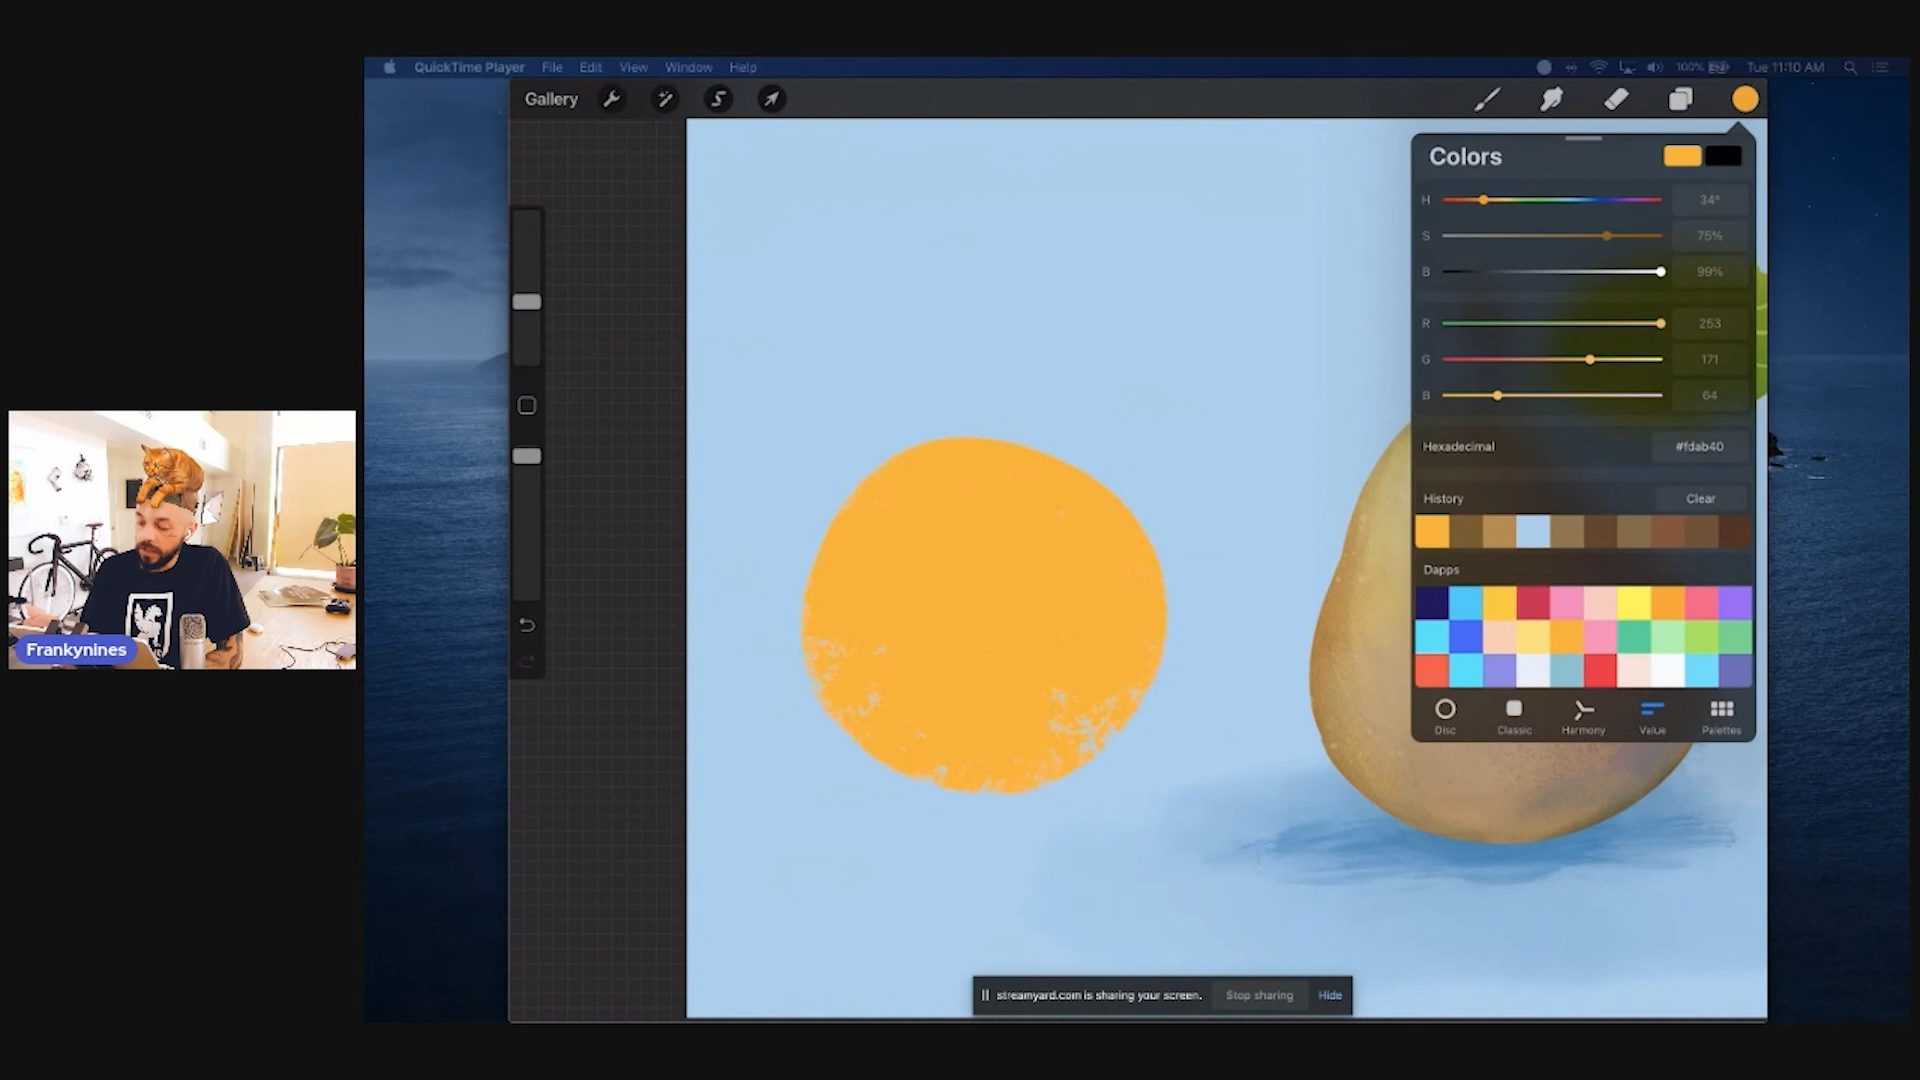 QuickTime Player File Edit View Window Help 100% Tue 11:10 AM
Gallery
Colors
H 34°
S 75%
B 99%
R 253
G 171
B 64
Hexadecimal #fdab40
History Clear
Dapps
Disc Classic Harmony Value Palettes
Frankynines
streamyard.com is sharing your screen. Stop sharing Hide